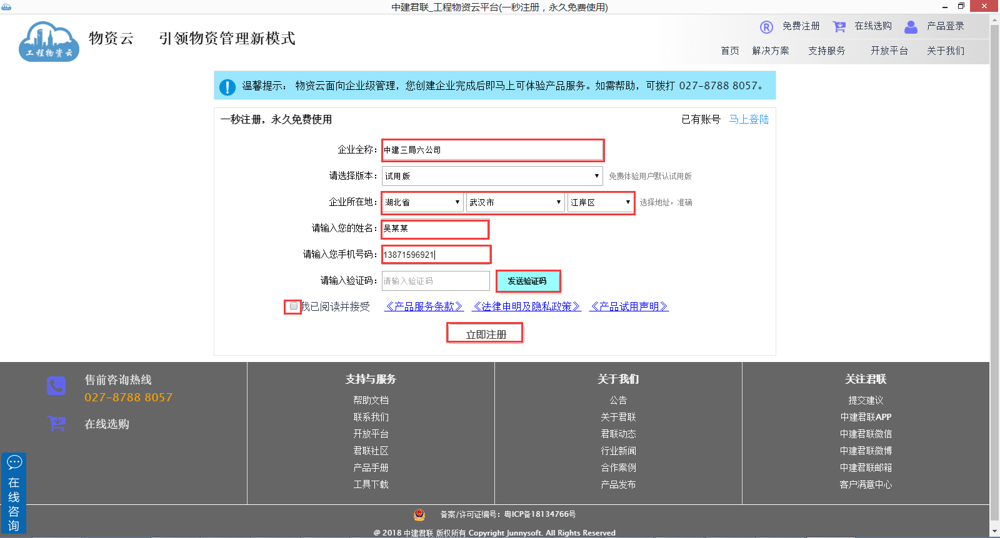 中建君联_工程物资云平台(一秒注册，永久免费使用)
工程物资云
物资云 引领物资管理新模式
® 免费注册 在线选购 产品登录
首页 解决方案 支持服务 开放平台 关于我们
温馨提示： 物资云面向企业级管理，您创建企业完成后即马上可体验产品服务。如需帮助，可拨打 027-8788 8057。
一秒注册，永久免费使用
已有账号 马上登陆
企业全称： 中建三局六公司
请选择版本： 试用版 免费体验用户默认试用版
企业所在地： 湖北省 武汉市 江岸区 选择地址，准确
请输入您的姓名： 吴某某
请输入您手机号码： 13871596921
请输入验证码： 请输入验证码 发送验证码
我已阅读并接受 《产品服务条款》 《法律申明及隐私政策》 《产品试用声明》
立即注册
售前咨询热线
027-8788 8057
在线选购
支持与服务
帮助文档
联系我们
开放平台
君联社区
产品手册
工具下载
关于我们
公告
关于君联
君联动态
行业新闻
合作案例
产品发布
关注君联
提交建议
中建君联APP
中建君联微信
中建君联微博
中建君联邮箱
客户满意中心
在线咨询
备案/许可证编号：粤ICP备18134766号
@ 2018 中建君联 版权所有 Copyright Junnysoft. All Rights Reserved